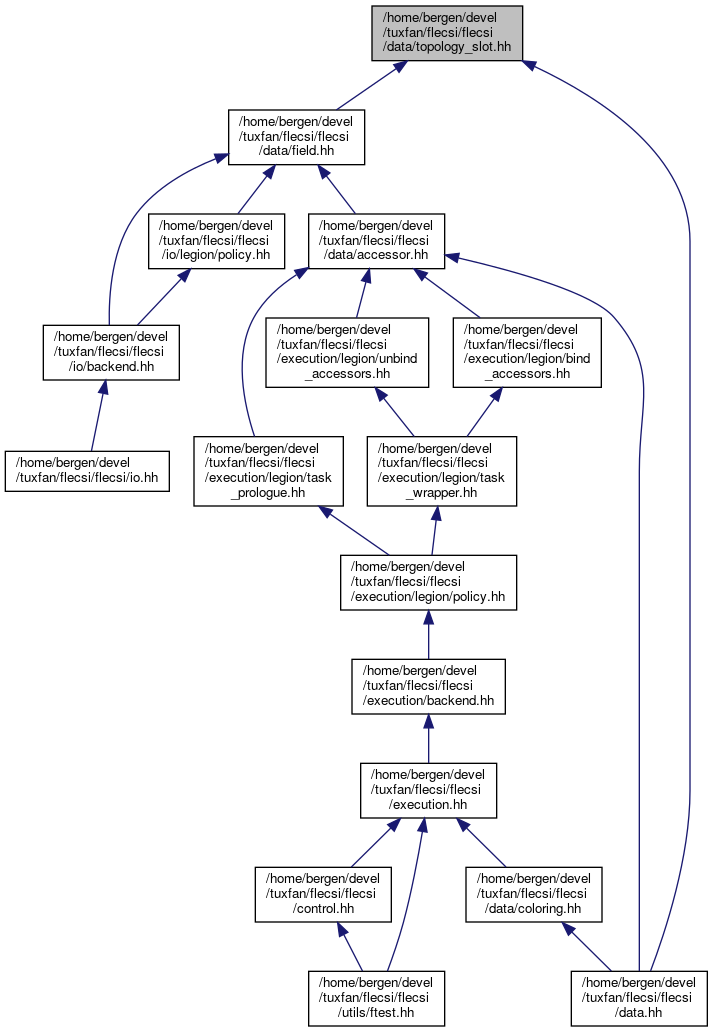 /home/bergen/devel
/tuxfan/flecsi/flecsi
/data/topology_slot.hh
/home/bergen/devel
/tuxfan/flecsi/flecsi
/data/field.hh
/home/bergen/devel
/tuxfan/flecsi/flecsi
/io/legion/policy.hh
/home/bergen/devel
/tuxfan/flecsi/flecsi
/data/accessor.hh
/home/bergen/devel
/tuxfan/flecsi/flecsi
/io/backend.hh
/home/bergen/devel
/tuxfan/flecsi/flecsi
/execution/legion/unbind
_accessors.hh
/home/bergen/devel
/tuxfan/flecsi/flecsi
/execution/legion/bind
_accessors.hh
/home/bergen/devel
/tuxfan/flecsi/flecsi/io.hh
/home/bergen/devel
/tuxfan/flecsi/flecsi
/execution/legion/task
_prologue.hh
/home/bergen/devel
/tuxfan/flecsi/flecsi
/execution/legion/task
_wrapper.hh
/home/bergen/devel
/tuxfan/flecsi/flecsi
/execution/legion/policy.hh
/home/bergen/devel
/tuxfan/flecsi/flecsi
/execution/backend.hh
/home/bergen/devel
/tuxfan/flecsi/flecsi
/execution.hh
/home/bergen/devel
/tuxfan/flecsi/flecsi
/control.hh
/home/bergen/devel
/tuxfan/flecsi/flecsi
/data/coloring.hh
/home/bergen/devel
/tuxfan/flecsi/flecsi
/utils/ftest.hh
/home/bergen/devel
/tuxfan/flecsi/flecsi
/data.hh